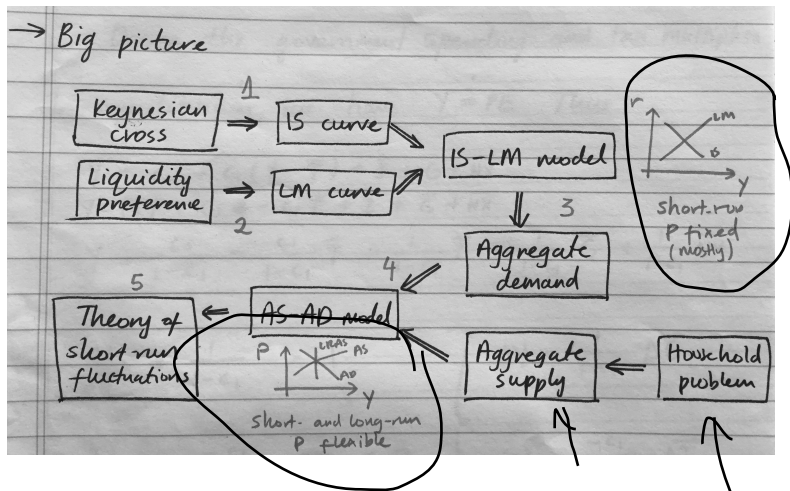 → Big picture
1
Keynesian
cross
IS curve
IS-LM model
Liquidity
preference
LM curve
2
r
LM
IS
Y
short-run
P fixed
(mostly)
3
Aggregate
demand
4
5
Theory of
short-run
fluctuations
AS-AD model
P
LRAS
AS
AD
Y
short- and long-run
P flexible
Aggregate
supply
Household
problem